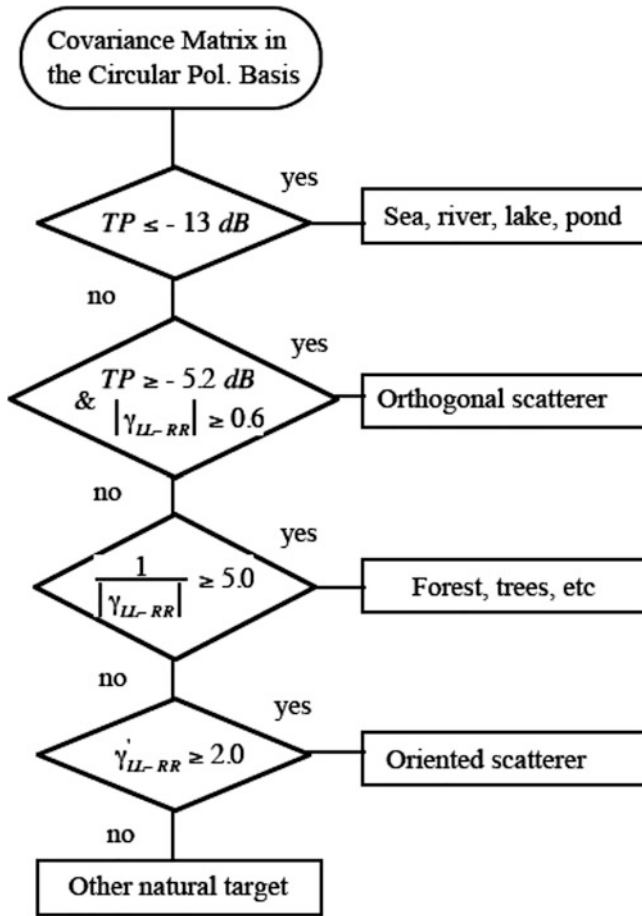 Covariance Matrix in
the Circular Pol. Basis
yes
TP ≤ - 13 dB
Sea, river, lake, pond
no
yes
TP ≥ - 5.2 dB
& |γLL-RR| ≥ 0.6
Orthogonal scatterer
no
yes
1
≥ 5.0
|γLL-RR|
Forest, trees, etc
no
yes
γ'LL-RR ≥ 2.0
Oriented scatterer
no
Other natural target